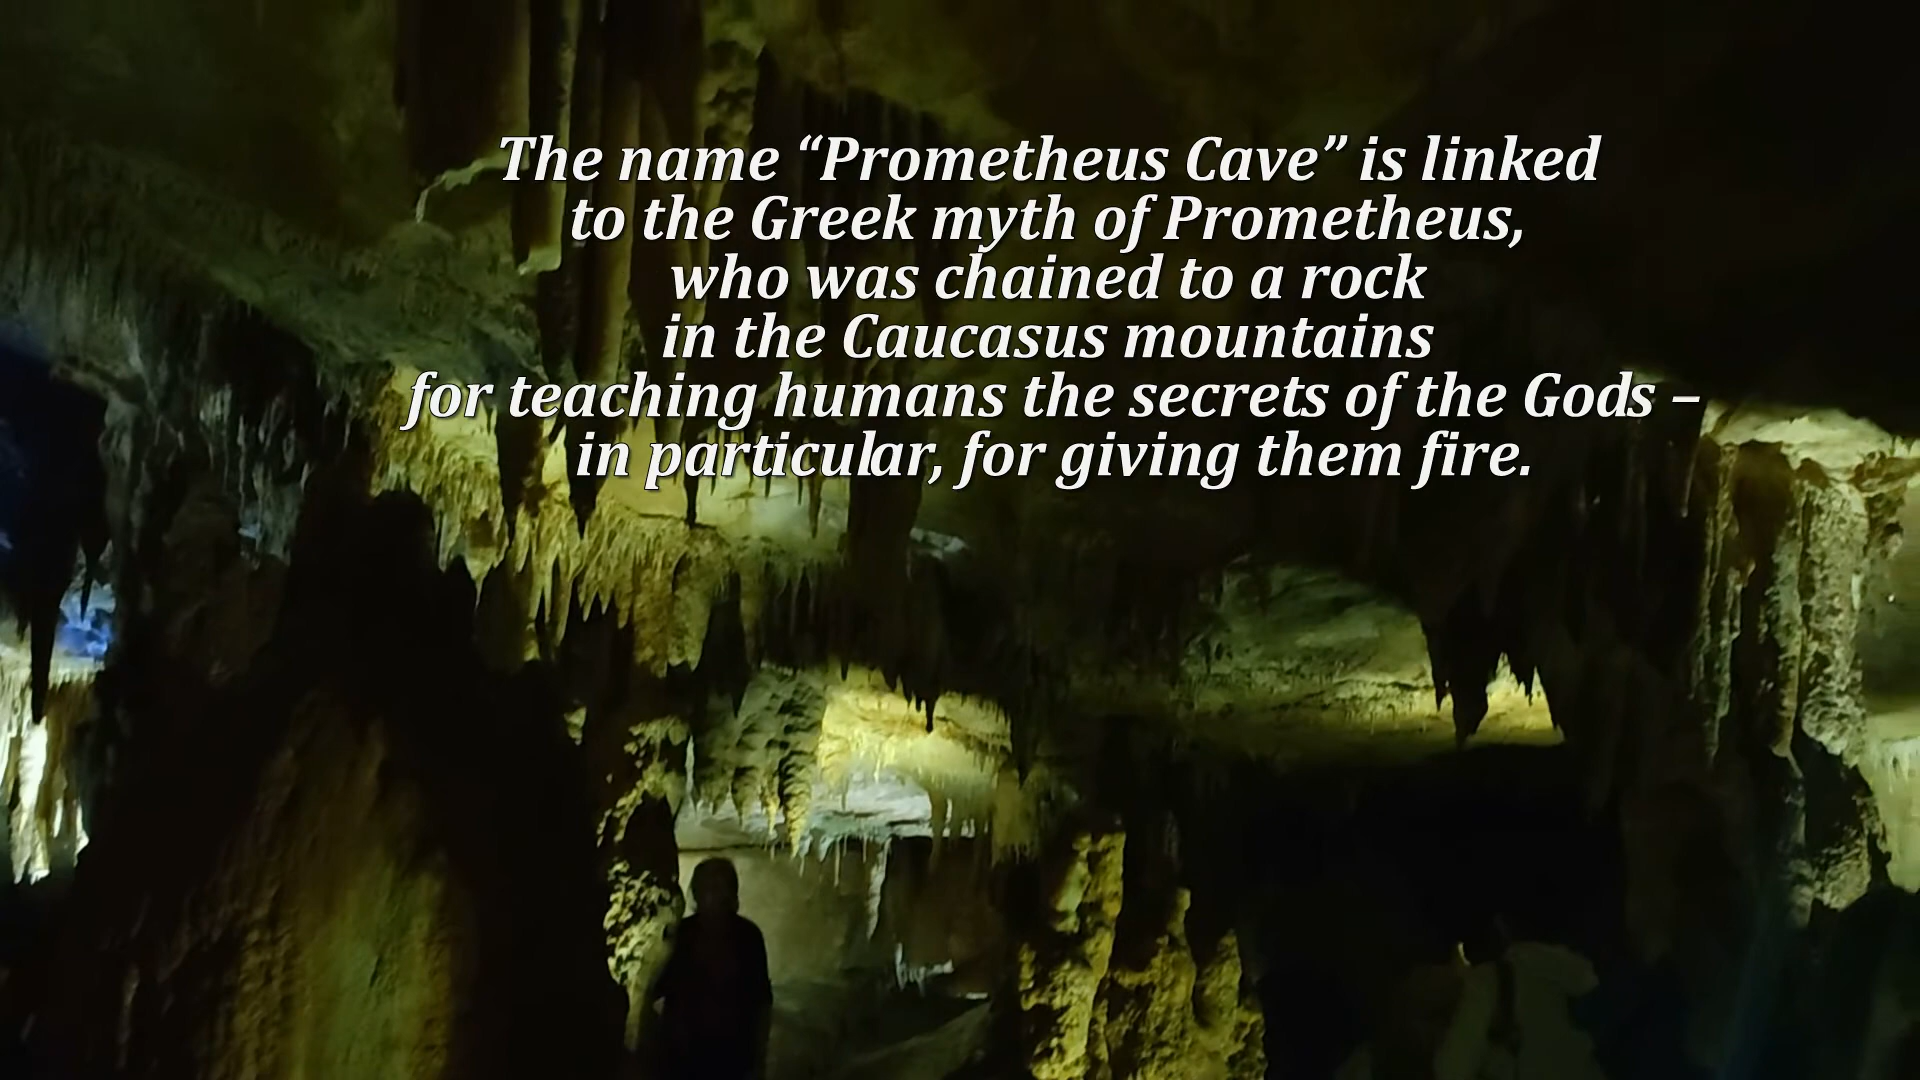 The name “Prometheus Cave” is linked
to the Greek myth of Prometheus,
who was chained to a rock
in the Caucasus mountains
for teaching humans the secrets of the Gods –
in particular, for giving them fire.